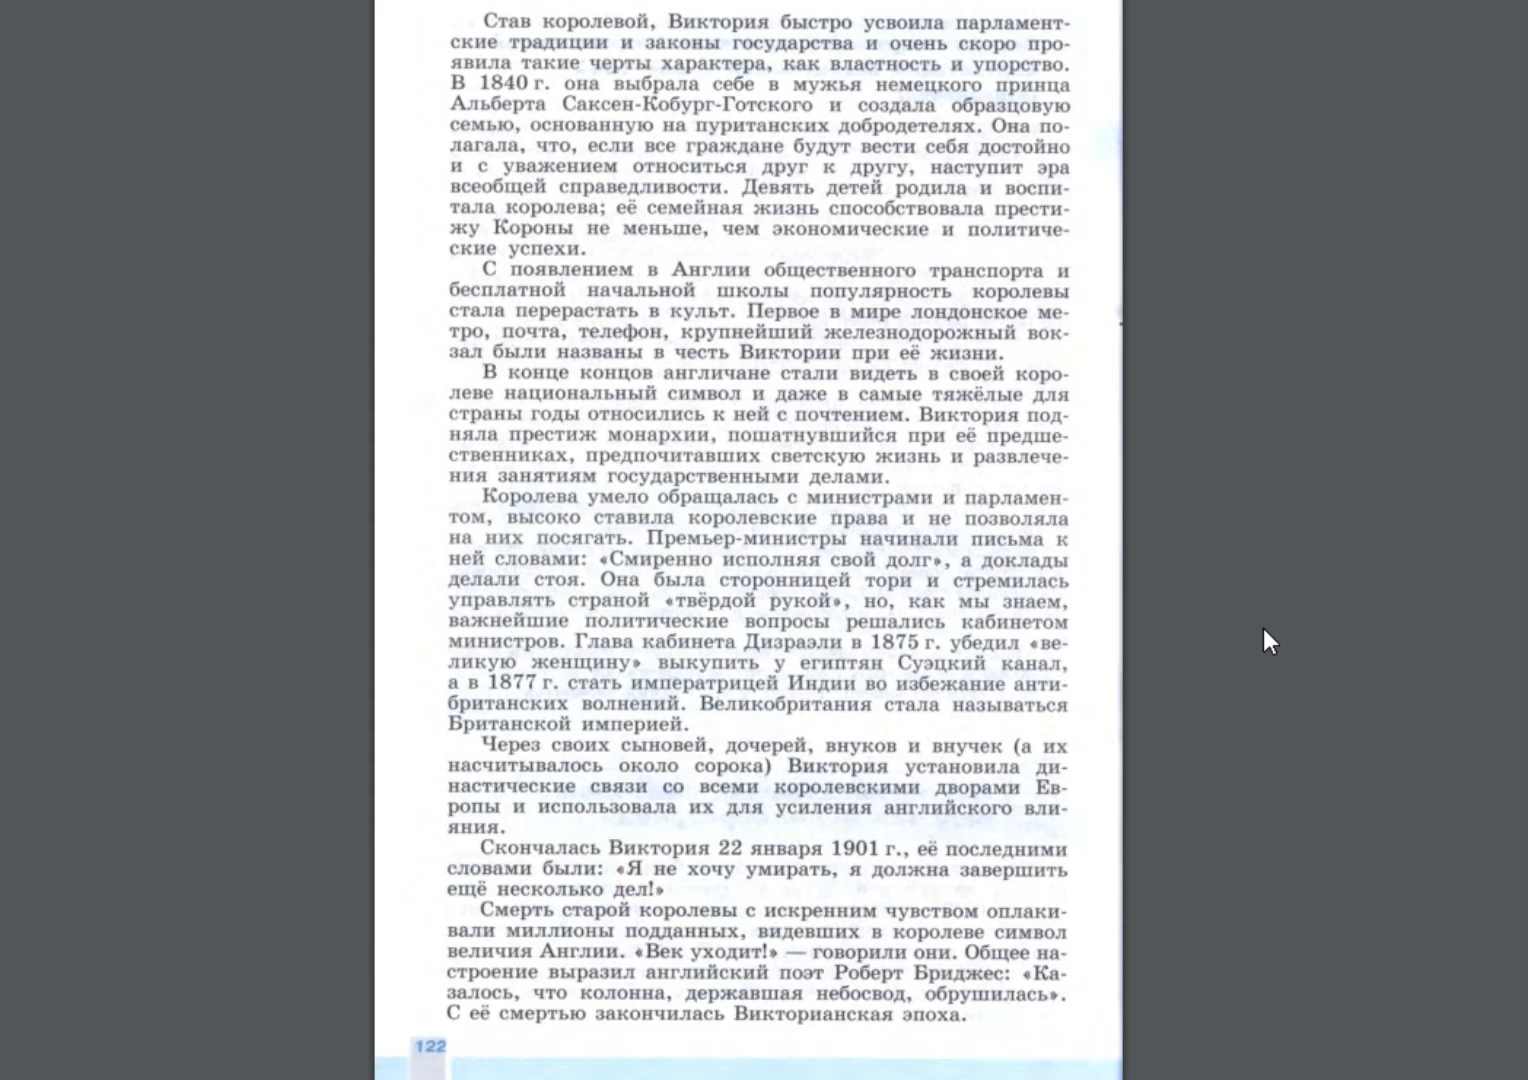 Став королевой, Виктория быстро усвоила парламент-
ские традиции и законы государства и очень скоро про-
явила такие черты характера, как властность и упорство.
В 1840 г. она выбрала себе в мужья немецкого принца
Альберта Саксен-Кобург-Готского и создала образцовую
семью, основанную на пуританских добродетелях. Она по-
лагала, что, если все граждане будут вести себя достойно
и с уважением относиться друг к другу, наступит эра
всеобщей справедливости. Девять детей родила и воспи-
тала королева; её семейная жизнь способствовала прести-
жу Короны не меньше, чем экономические и политиче-
ские успехи.
С появлением в Англии общественного транспорта и
бесплатной начальной школы популярность королевы
стала перерастать в культ. Первое в мире лондонское ме-
тро, почта, телефон, крупнейший железнодорожный вок-
зал были названы в честь Виктории при её жизни.
В конце концов англичане стали видеть в своей коро-
леве национальный символ и даже в самые тяжёлые для
страны годы относились к ней с почтением. Виктория под-
няла престиж монархии, пошатнувшийся при её предше-
ственниках, предпочитавших светскую жизнь и развлече-
ния занятиям государственными делами.
Королева умело обращалась с министрами и парламен-
том, высоко ставила королевские права и не позволяла
на них посягать. Премьер-министры начинали письма к
ней словами: «Смиренно исполняя свой долг», а доклады
делали стоя. Она была сторонницей тори и стремилась
управлять страной «твёрдой рукой», но, как мы знаем,
важнейшие политические вопросы решались кабинетом
министров. Глава кабинета Дизраэли в 1875 г. убедил «ве-
ликую женщину» выкупить у египтян Суэцкий канал,
а в 1877 г. стать императрицей Индии во избежание анти-
британских волнений. Великобритания стала называться
Британской империей.
Через своих сыновей, дочерей, внуков и внучек (а их
насчитывалось около сорока) Виктория установила ди-
настические связи со всеми королевскими дворами Ев-
ропы и использовала их для усиления английского вли-
яния.
Скончалась Виктория 22 января 1901 г., её последними
словами были: «Я не хочу умирать, я должна завершить
ещё несколько дел!»
Смерть старой королевы с искренним чувством оплаки-
вали миллионы подданных, видевших в королеве символ
величия Англии. «Век уходит!» — говорили они. Общее на-
строение выразил английский поэт Роберт Бриджес: «Ка-
залось, что колонна, державшая небосвод, обрушилась».
С её смертью закончилась Викторианская эпоха.
122